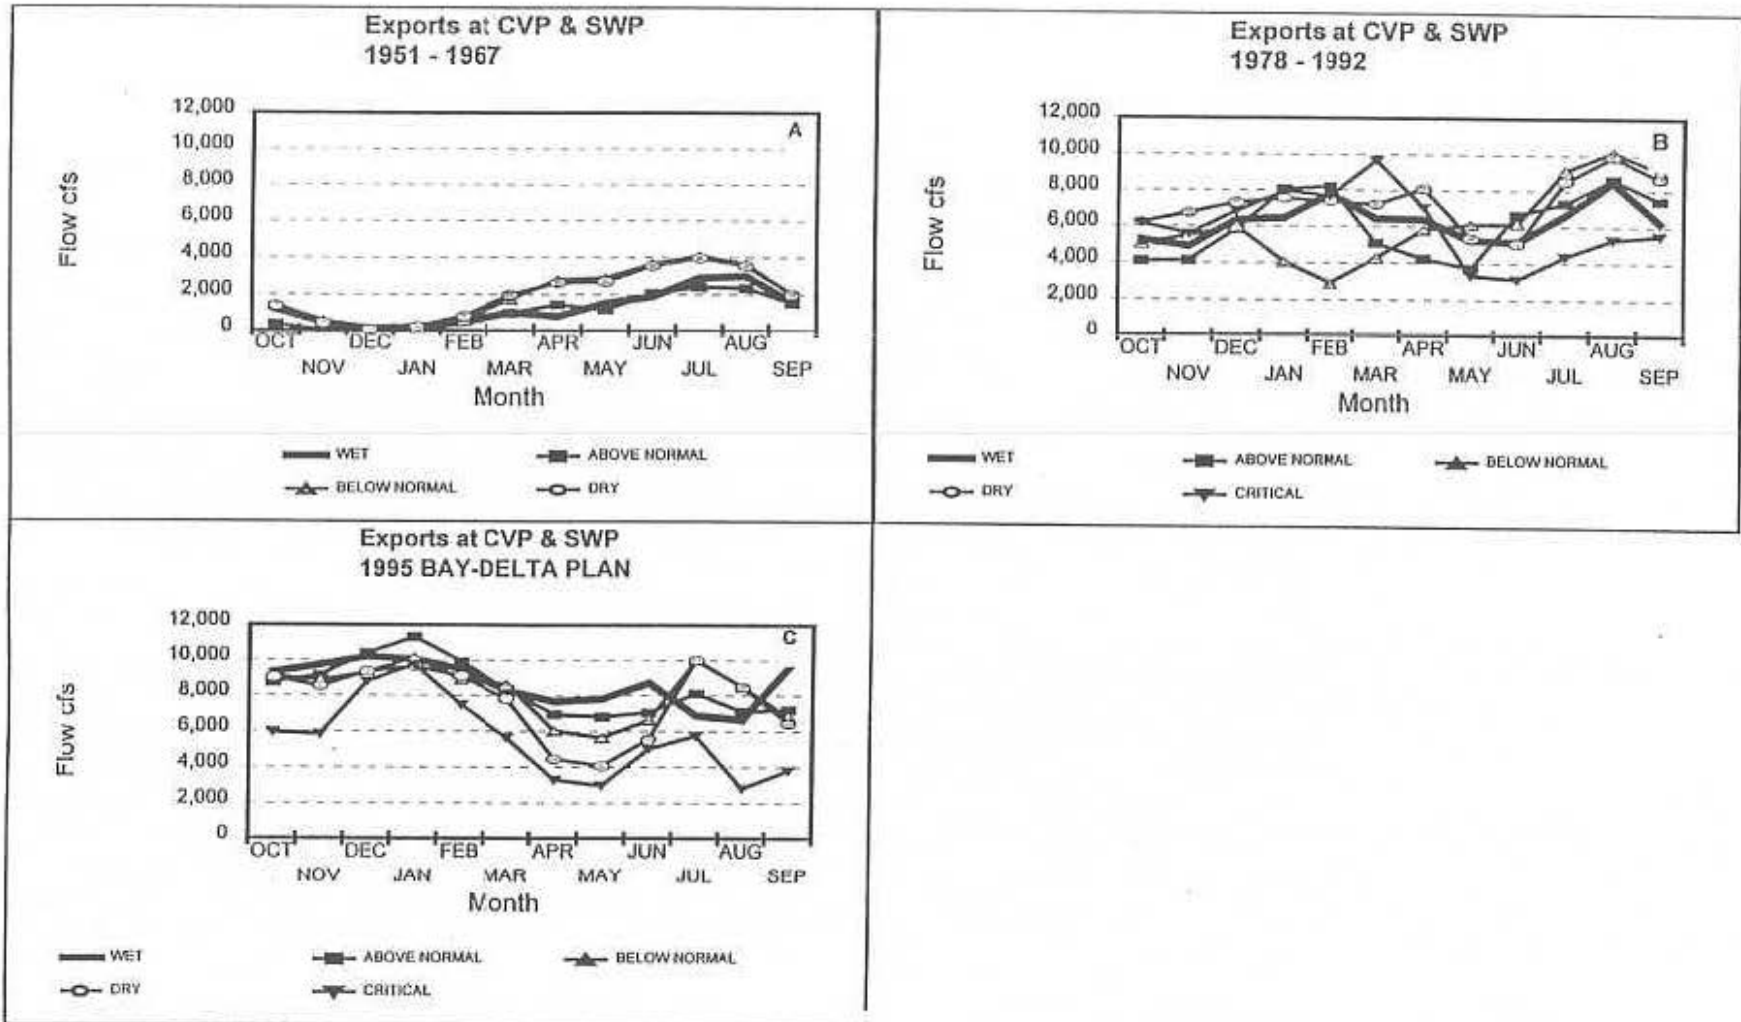 Exports at CVP & SWP
1951 - 1967
12,000
10,000
8,000
6,000
4,000
2,000
0
Flow cfs
A
OCT DEC FEB APR JUN AUG
NOV JAN MAR MAY JUL SEP
Month
WET ABOVE NORMAL
BELOW NORMAL DRY
Exports at CVP & SWP
1978 - 1992
12,000
10,000
8,000
6,000
4,000
2,000
0
Flow cfs
B
OCT DEC FEB APR JUN AUG
NOV JAN MAR MAY JUL SEP
Month
WET ABOVE NORMAL BELOW NORMAL
DRY CRITICAL
Exports at CVP & SWP
1995 BAY-DELTA PLAN
12,000
10,000
8,000
6,000
4,000
2,000
0
Flow cfs
C
OCT DEC FEB APR JUN AUG
NOV JAN MAR MAY JUL SEP
Month
WET ABOVE NORMAL BELOW NORMAL
DRY CRITICAL